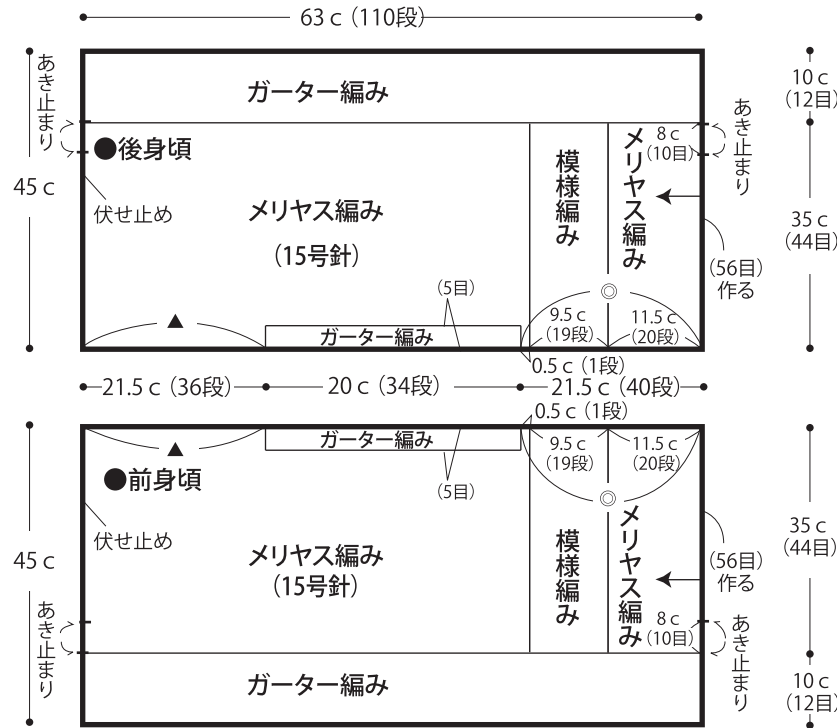 63 c（110段）
ガーター編み
あき止まり
10 c
（12目）
あき止まり
●後身頃
8 c
（10目）
45 c
伏せ止め
メリヤス編み
（15号針）
模様編み
メリヤス編み
35 c
（44目）
（56目）
作る
◎
（5目）
▲
ガーター編み
9.5 c
（19段）
11.5 c
（20段）
0.5 c（1段）
21.5 c（36段）
20 c（34段）
21.5 c（40段）
0.5 c（1段）
▲
ガーター編み
9.5 c
（19段）
11.5 c
（20段）
●前身頃
（5目）
◎
伏せ止め
45 c
メリヤス編み
（15号針）
模様編み
メリヤス編み
35 c
（44目）
（56目）
作る
あき止まり
8 c
（10目）
あき止まり
ガーター編み
10 c
（12目）